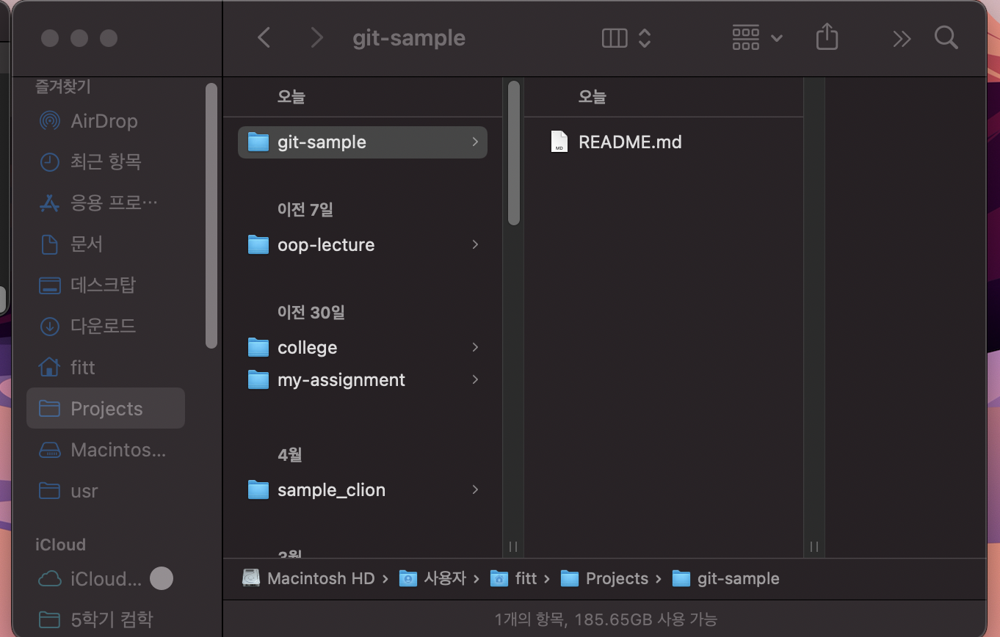 git-sample
즐겨찾기
AirDrop
최근 항목
응용 프로…
문서
데스크탑
다운로드
fitt
Projects
Macintos...
usr
iCloud
iCloud...
5학기 컴학
오늘
git-sample
이전 7일
oop-lecture
이전 30일
college
my-assignment
4월
sample_clion
3월
오늘
MD
README.md
Macintosh HD › 사용자 › fitt › Projects › git-sample
1개의 항목, 185.65GB 사용 가능